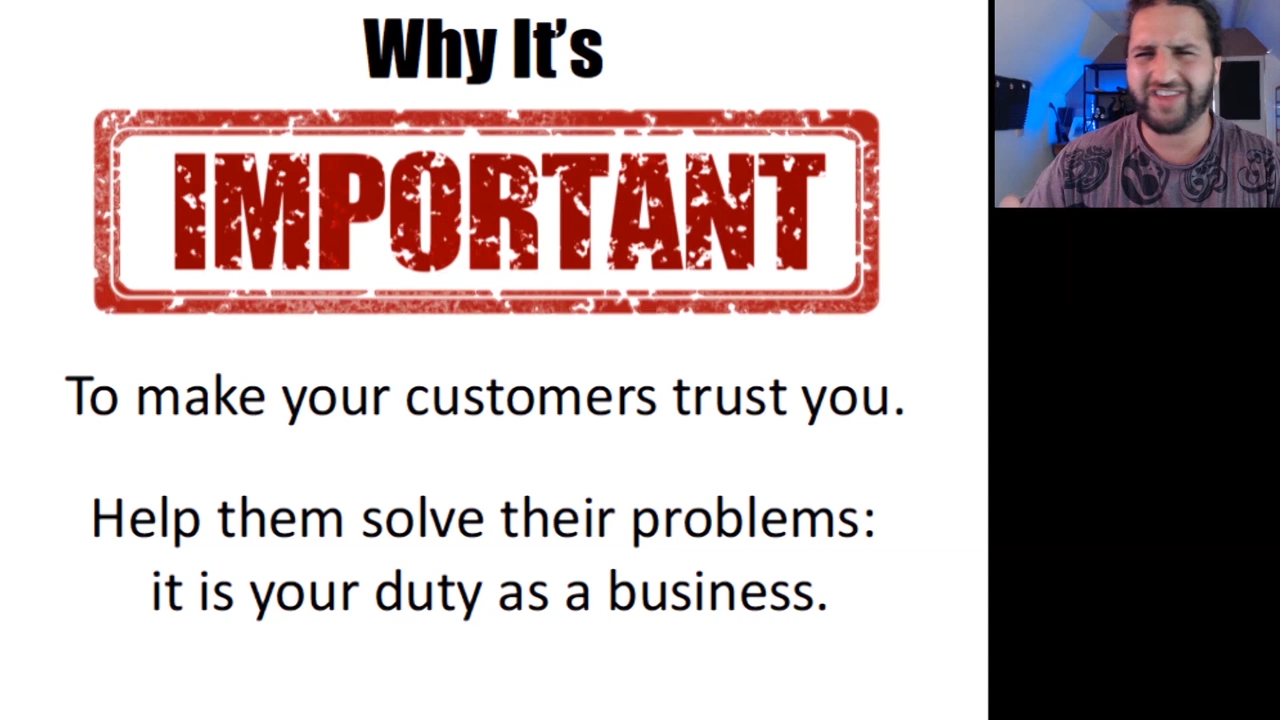 Why It’s
IMPORTANT
To make your customers trust you.
Help them solve their problems:
it is your duty as a business.